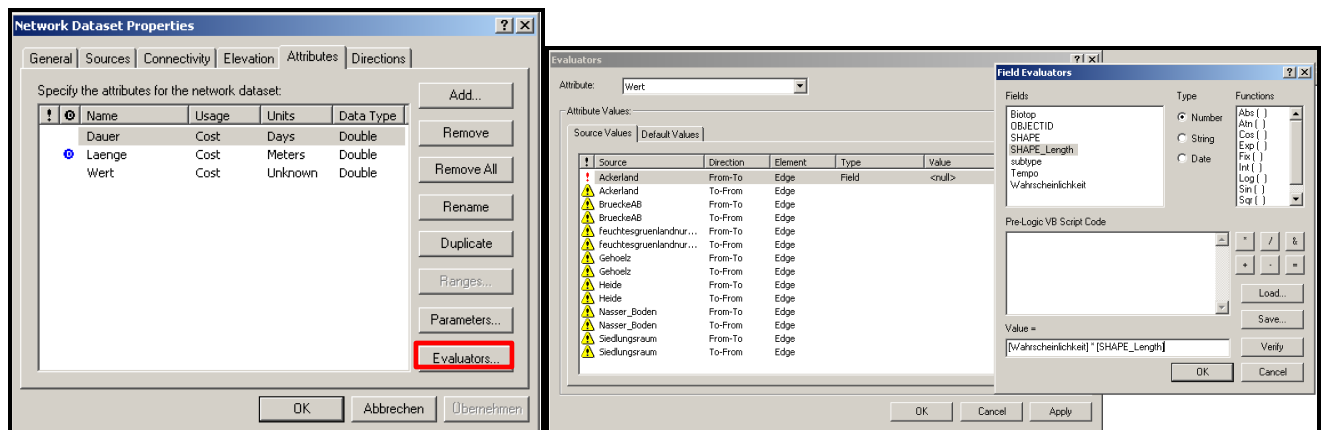 Network Dataset Properties
General Sources Connectivity Elevation Attributes Directions
Specify the attributes for the network dataset:
! Name Usage Units Data Type
Dauer Cost Days Double
D Laenge Cost Meters Double
Wert Cost Unknown Double
Add...
Remove
Remove All
Rename
Duplicate
Ranges...
Parameters...
Evaluators...
OK Abbrechen Übernehmen
Evaluators
Attribute: Wert
Attribute Values:
Source Values Default Values
! Source Direction Element Type Value
Ackerland From-To Edge Field <null>
Ackerland To-From Edge
BrueckeAB From-To Edge
BrueckeAB To-From Edge
feuchtesgruenlandnur... From-To Edge
feuchtesgruenlandnur... To-From Edge
Gehoelz From-To Edge
Gehoelz To-From Edge
Heide From-To Edge
Heide To-From Edge
Nasser_Boden From-To Edge
Nasser_Boden To-From Edge
Siedlungsraum From-To Edge
Siedlungsraum To-From Edge
OK Cancel Apply
Field Evaluators
Fields Type Functions
Biotop
OBJECTID
SHAPE
SHAPE_Length
subtype
Tempo
Wahrscheinlichkeit
Number
String
Date
Abs ( )
Atn ( )
Cos ( )
Exp ( )
Fix ( )
Int ( )
Log ( )
Sin ( )
Sqr ( )
Pre-Logic VB Script Code
* / &
+ - =
Load...
Save...
Value =
[Wahrscheinlichkeit] * [SHAPE_Length]
Verify
OK Cancel